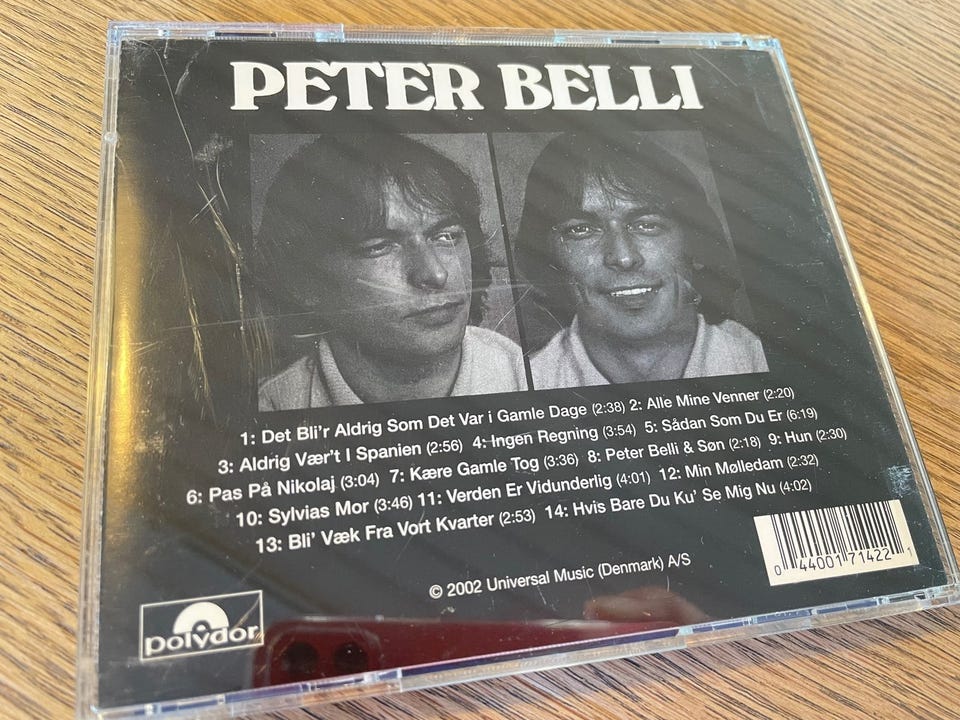 PETER BELLI
1: Det Bli'r Aldrig Som Det Var i Gamle Dage (2:38) 2: Alle Mine Venner (2:20)
3: Aldrig Vær't I Spanien (2:56) 4: Ingen Regning (3:54) 5: Sådan Som Du Er (6:19)
6: Pas På Nikolaj (3:04) 7: Kære Gamle Tog (3:36) 8: Peter Belli & Søn (2:18) 9: Hun (2:30)
10: Sylvias Mor (3:46) 11: Verden Er Vidunderlig (4:01) 12: Min Mølledam (2:32)
13: Bli' Væk Fra Vort Kvarter (2:53) 14: Hvis Bare Du Ku' Se Mig Nu (4:02)
0 44001 71422 1
© 2002 Universal Music (Denmark) A/S
polydor